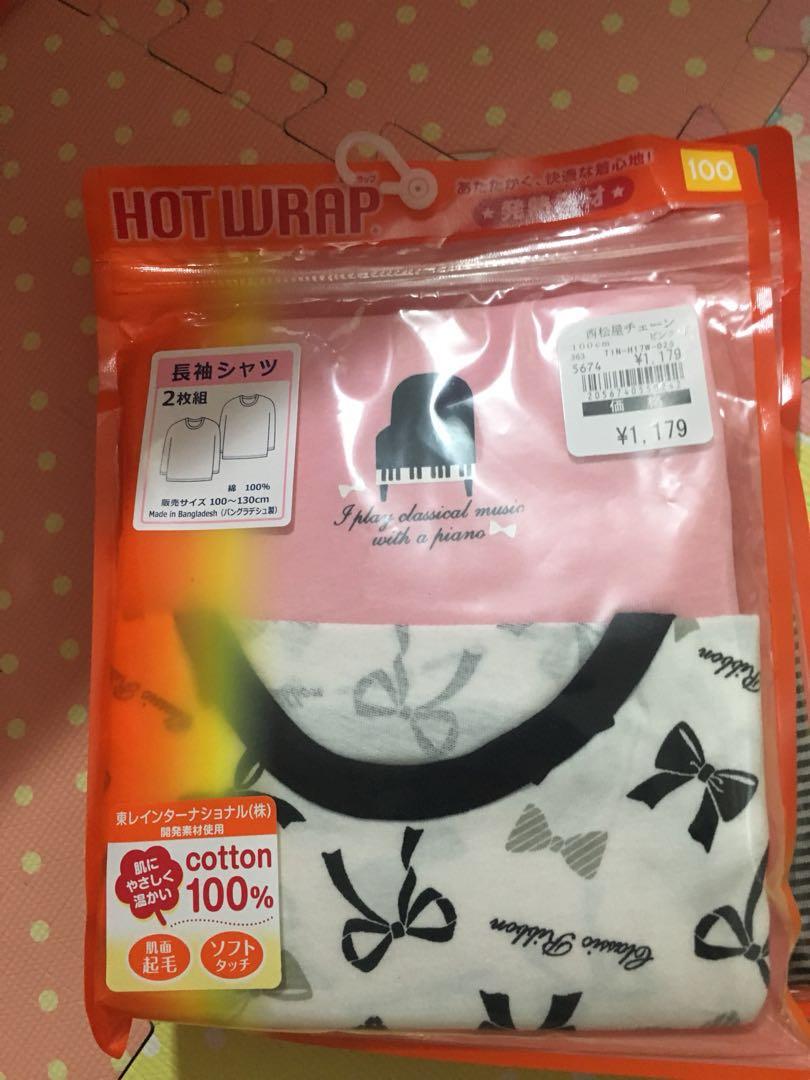 HOT WRAP
ラップ
あたたかく、快適な着心地!
100
長袖シャツ
2枚組
綿 100%
販売サイズ 100〜130cm
Made in Bangladesh (バングラデシュ製)
西松屋チェーン
100cm
363 TIN-H17W-020
5674 ¥1,179
価格
¥1,179
I play classical music
with a piano
Ribbon
Classic Ribbon
東レインターナショナル(株)
開発素材使用
肌に
やさしく
温かい
cotton
100%
肌面
起毛
ソフト
タッチ